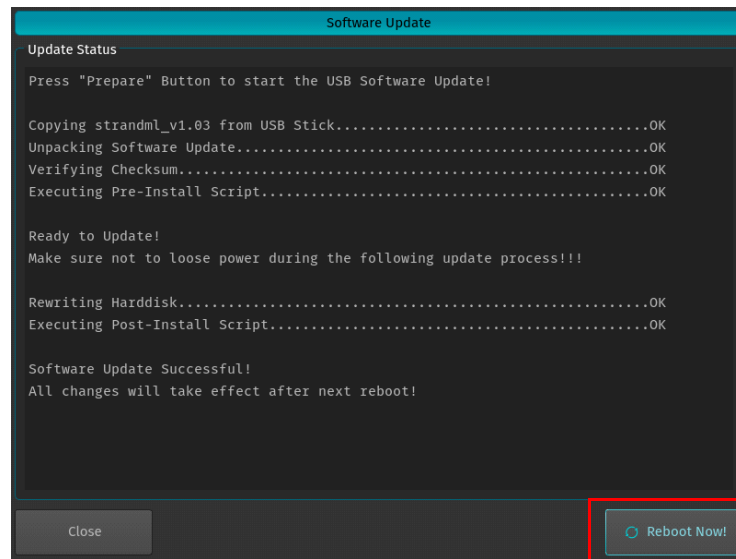 Software Update
Update Status
Press "Prepare" Button to start the USB Software Update!
Copying strandml_v1.03 from USB Stick......................................OK
Unpacking Software Update..................................................OK
Verifying Checksum.........................................................OK
Executing Pre-Install Script...............................................OK
Ready to Update!
Make sure not to loose power during the following update process!!!
Rewriting Harddisk.........................................................OK
Executing Post-Install Script..............................................OK
Software Update Successful!
All changes will take effect after next reboot!
Close
Reboot Now!